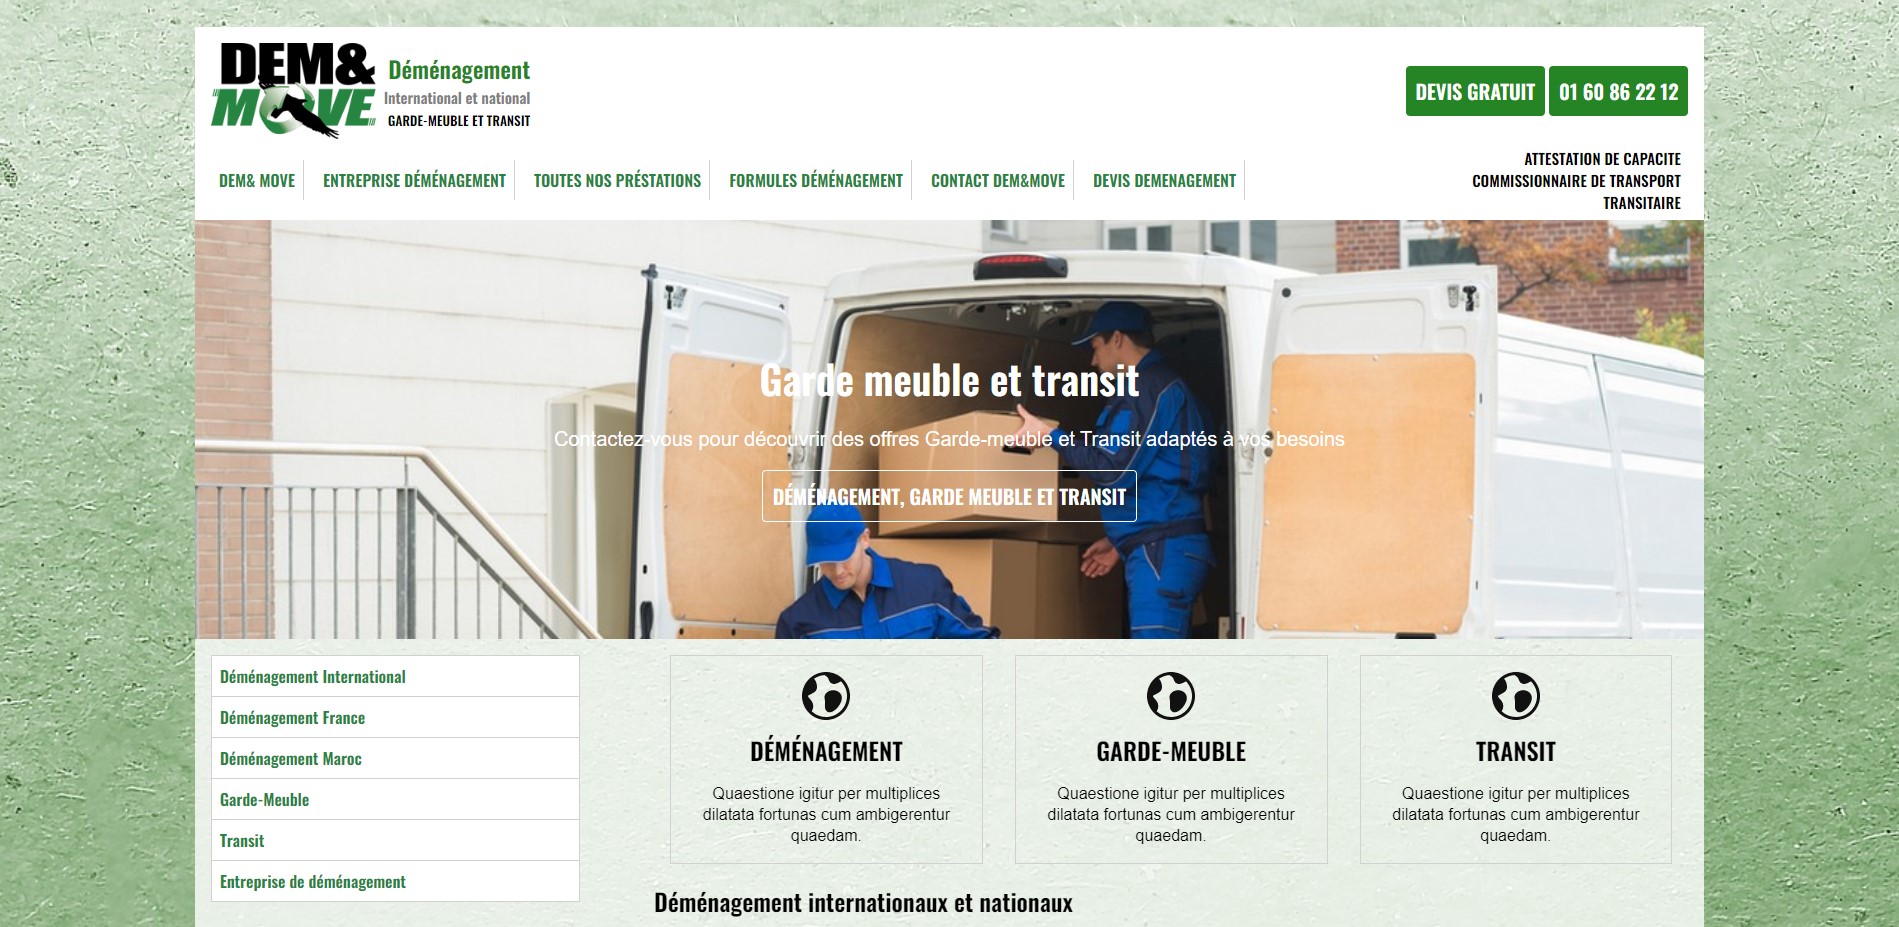 DEM&
MOVE
Déménagement
International et national
GARDE-MEUBLE ET TRANSIT
DEVIS GRATUIT
01 60 86 22 12
DEM& MOVE
ENTREPRISE DÉMÉNAGEMENT
TOUTES NOS PRÉSTATIONS
FORMULES DÉMÉNAGEMENT
CONTACT DEM&MOVE
DEVIS DEMENAGEMENT
ATTESTATION DE CAPACITE
COMMISSIONNAIRE DE TRANSPORT
TRANSITAIRE
Garde meuble et transit
Contactez-vous pour découvrir des offres Garde-meuble et Transit adaptés à vos besoins
DÉMÉNAGEMENT, GARDE MEUBLE ET TRANSIT
Déménagement International
Déménagement France
Déménagement Maroc
Garde-Meuble
Transit
Entreprise de déménagement
DÉMÉNAGEMENT
Quaestione igitur per multiplices
dilatata fortunas cum ambigerentur
quaedam.
GARDE-MEUBLE
Quaestione igitur per multiplices
dilatata fortunas cum ambigerentur
quaedam.
TRANSIT
Quaestione igitur per multiplices
dilatata fortunas cum ambigerentur
quaedam.
Déménagement internationaux et nationaux